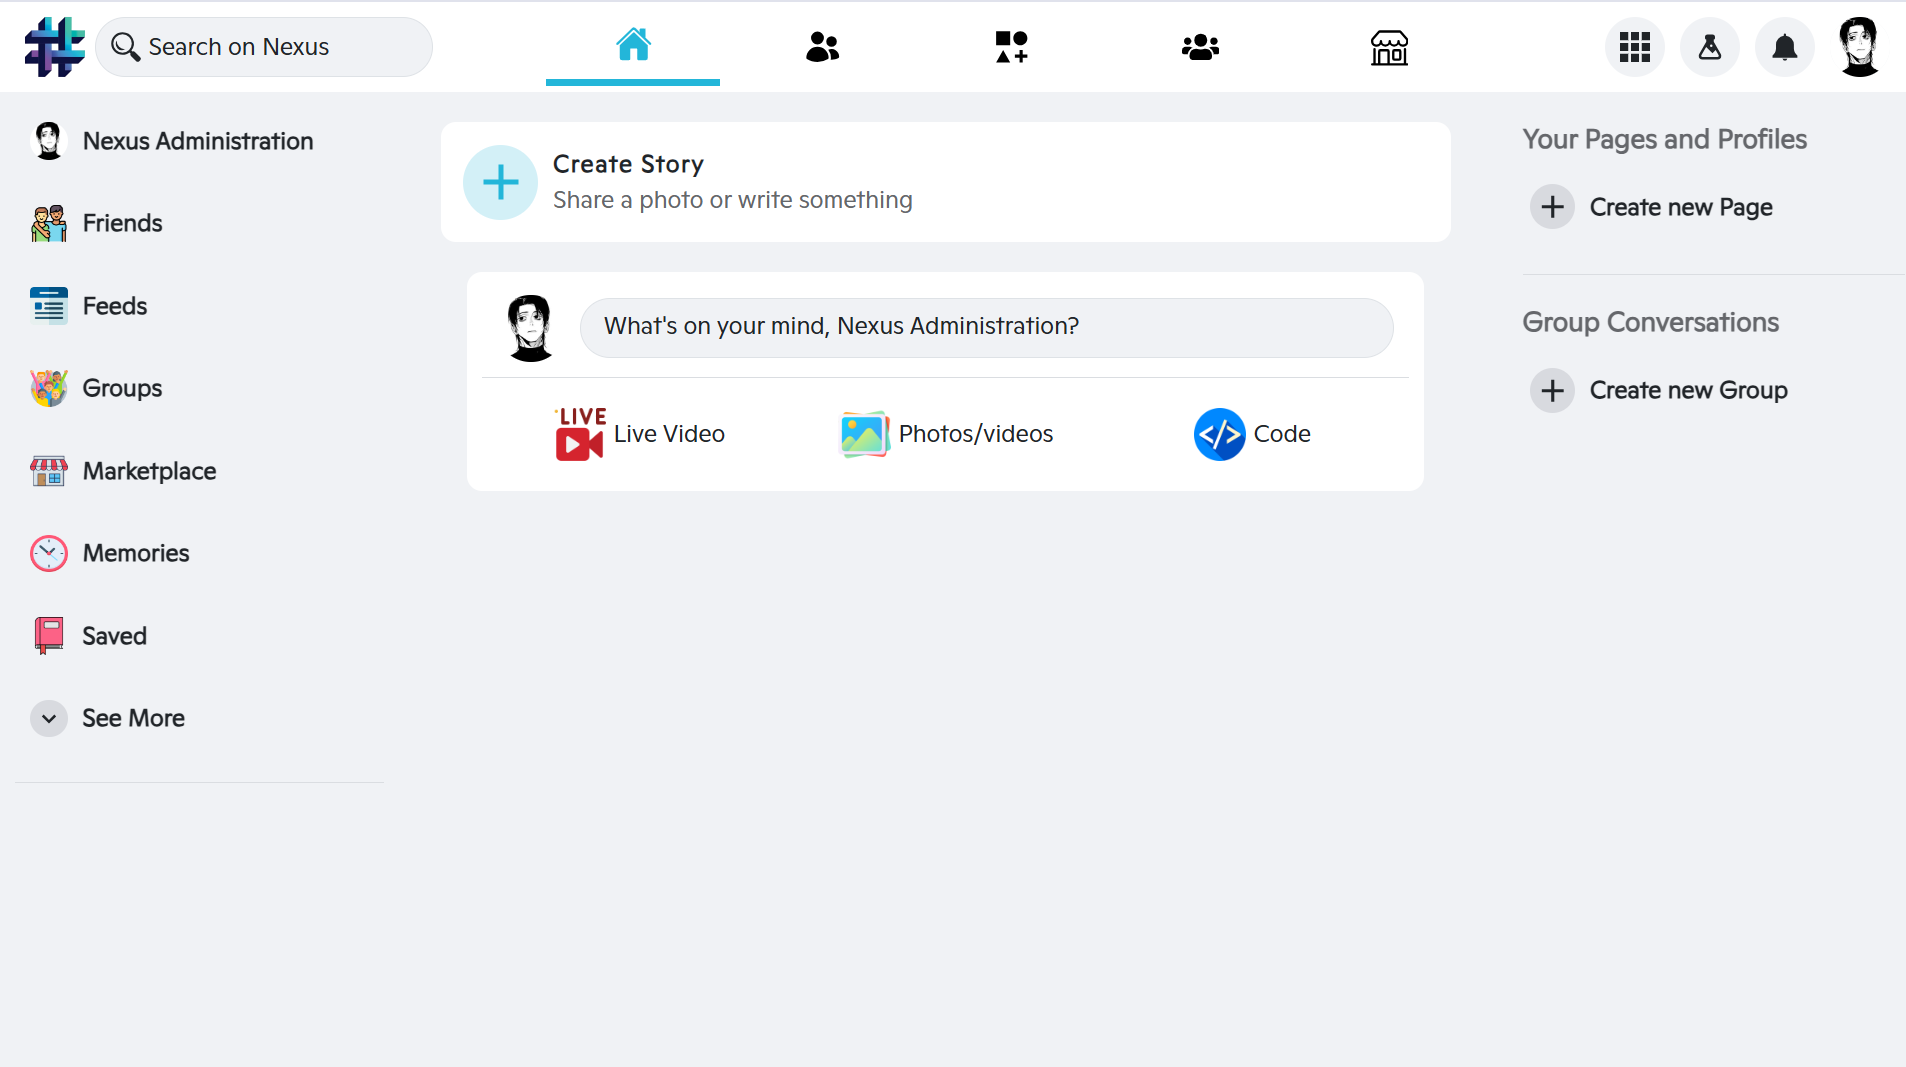 Search on Nexus
Nexus Administration
Friends
Feeds
Groups
Marketplace
Memories
Saved
See More
Create Story
Share a photo or write something
What's on your mind, Nexus Administration?
LIVE
Live Video
Photos/videos
</>
Code
Your Pages and Profiles
Create new Page
Group Conversations
Create new Group